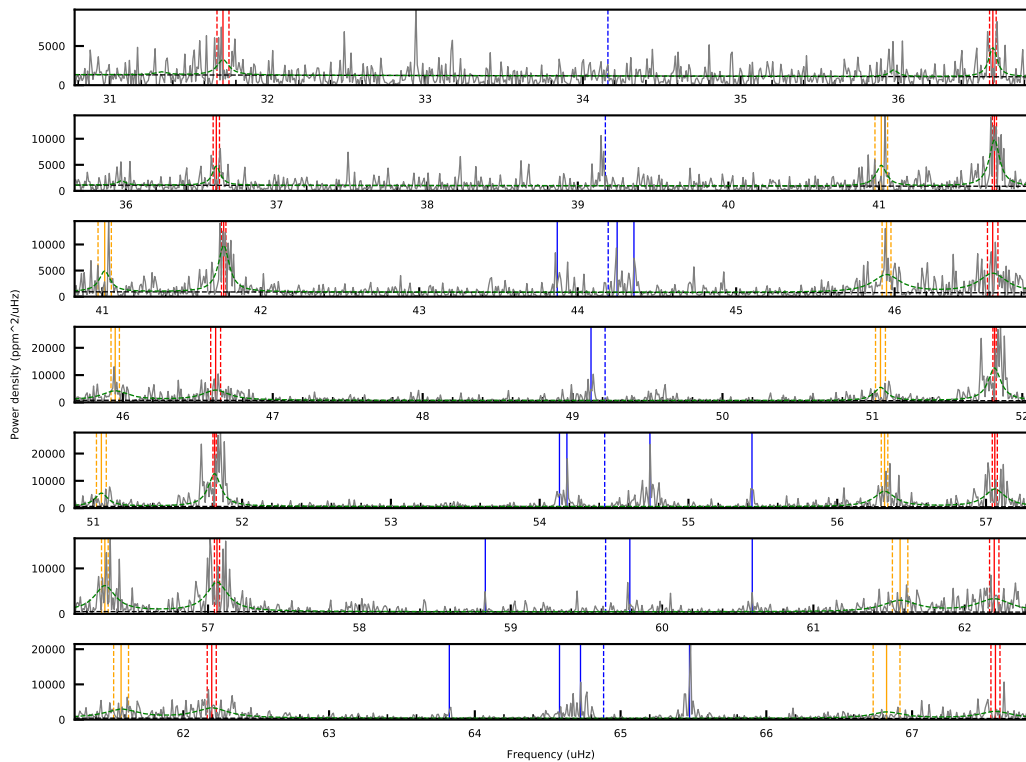 5000
0
31 32 33 34 35 36
10000
5000
0
36 37 38 39 40 41
10000
5000
0
41 42 43 44 45 46
20000
10000
0
46 47 48 49 50 51 52
20000
10000
0
51 52 53 54 55 56 57
10000
0
57 58 59 60 61 62
20000
10000
0
62 63 64 65 66 67
Power density (ppm^2/uHz)
Frequency (uHz)